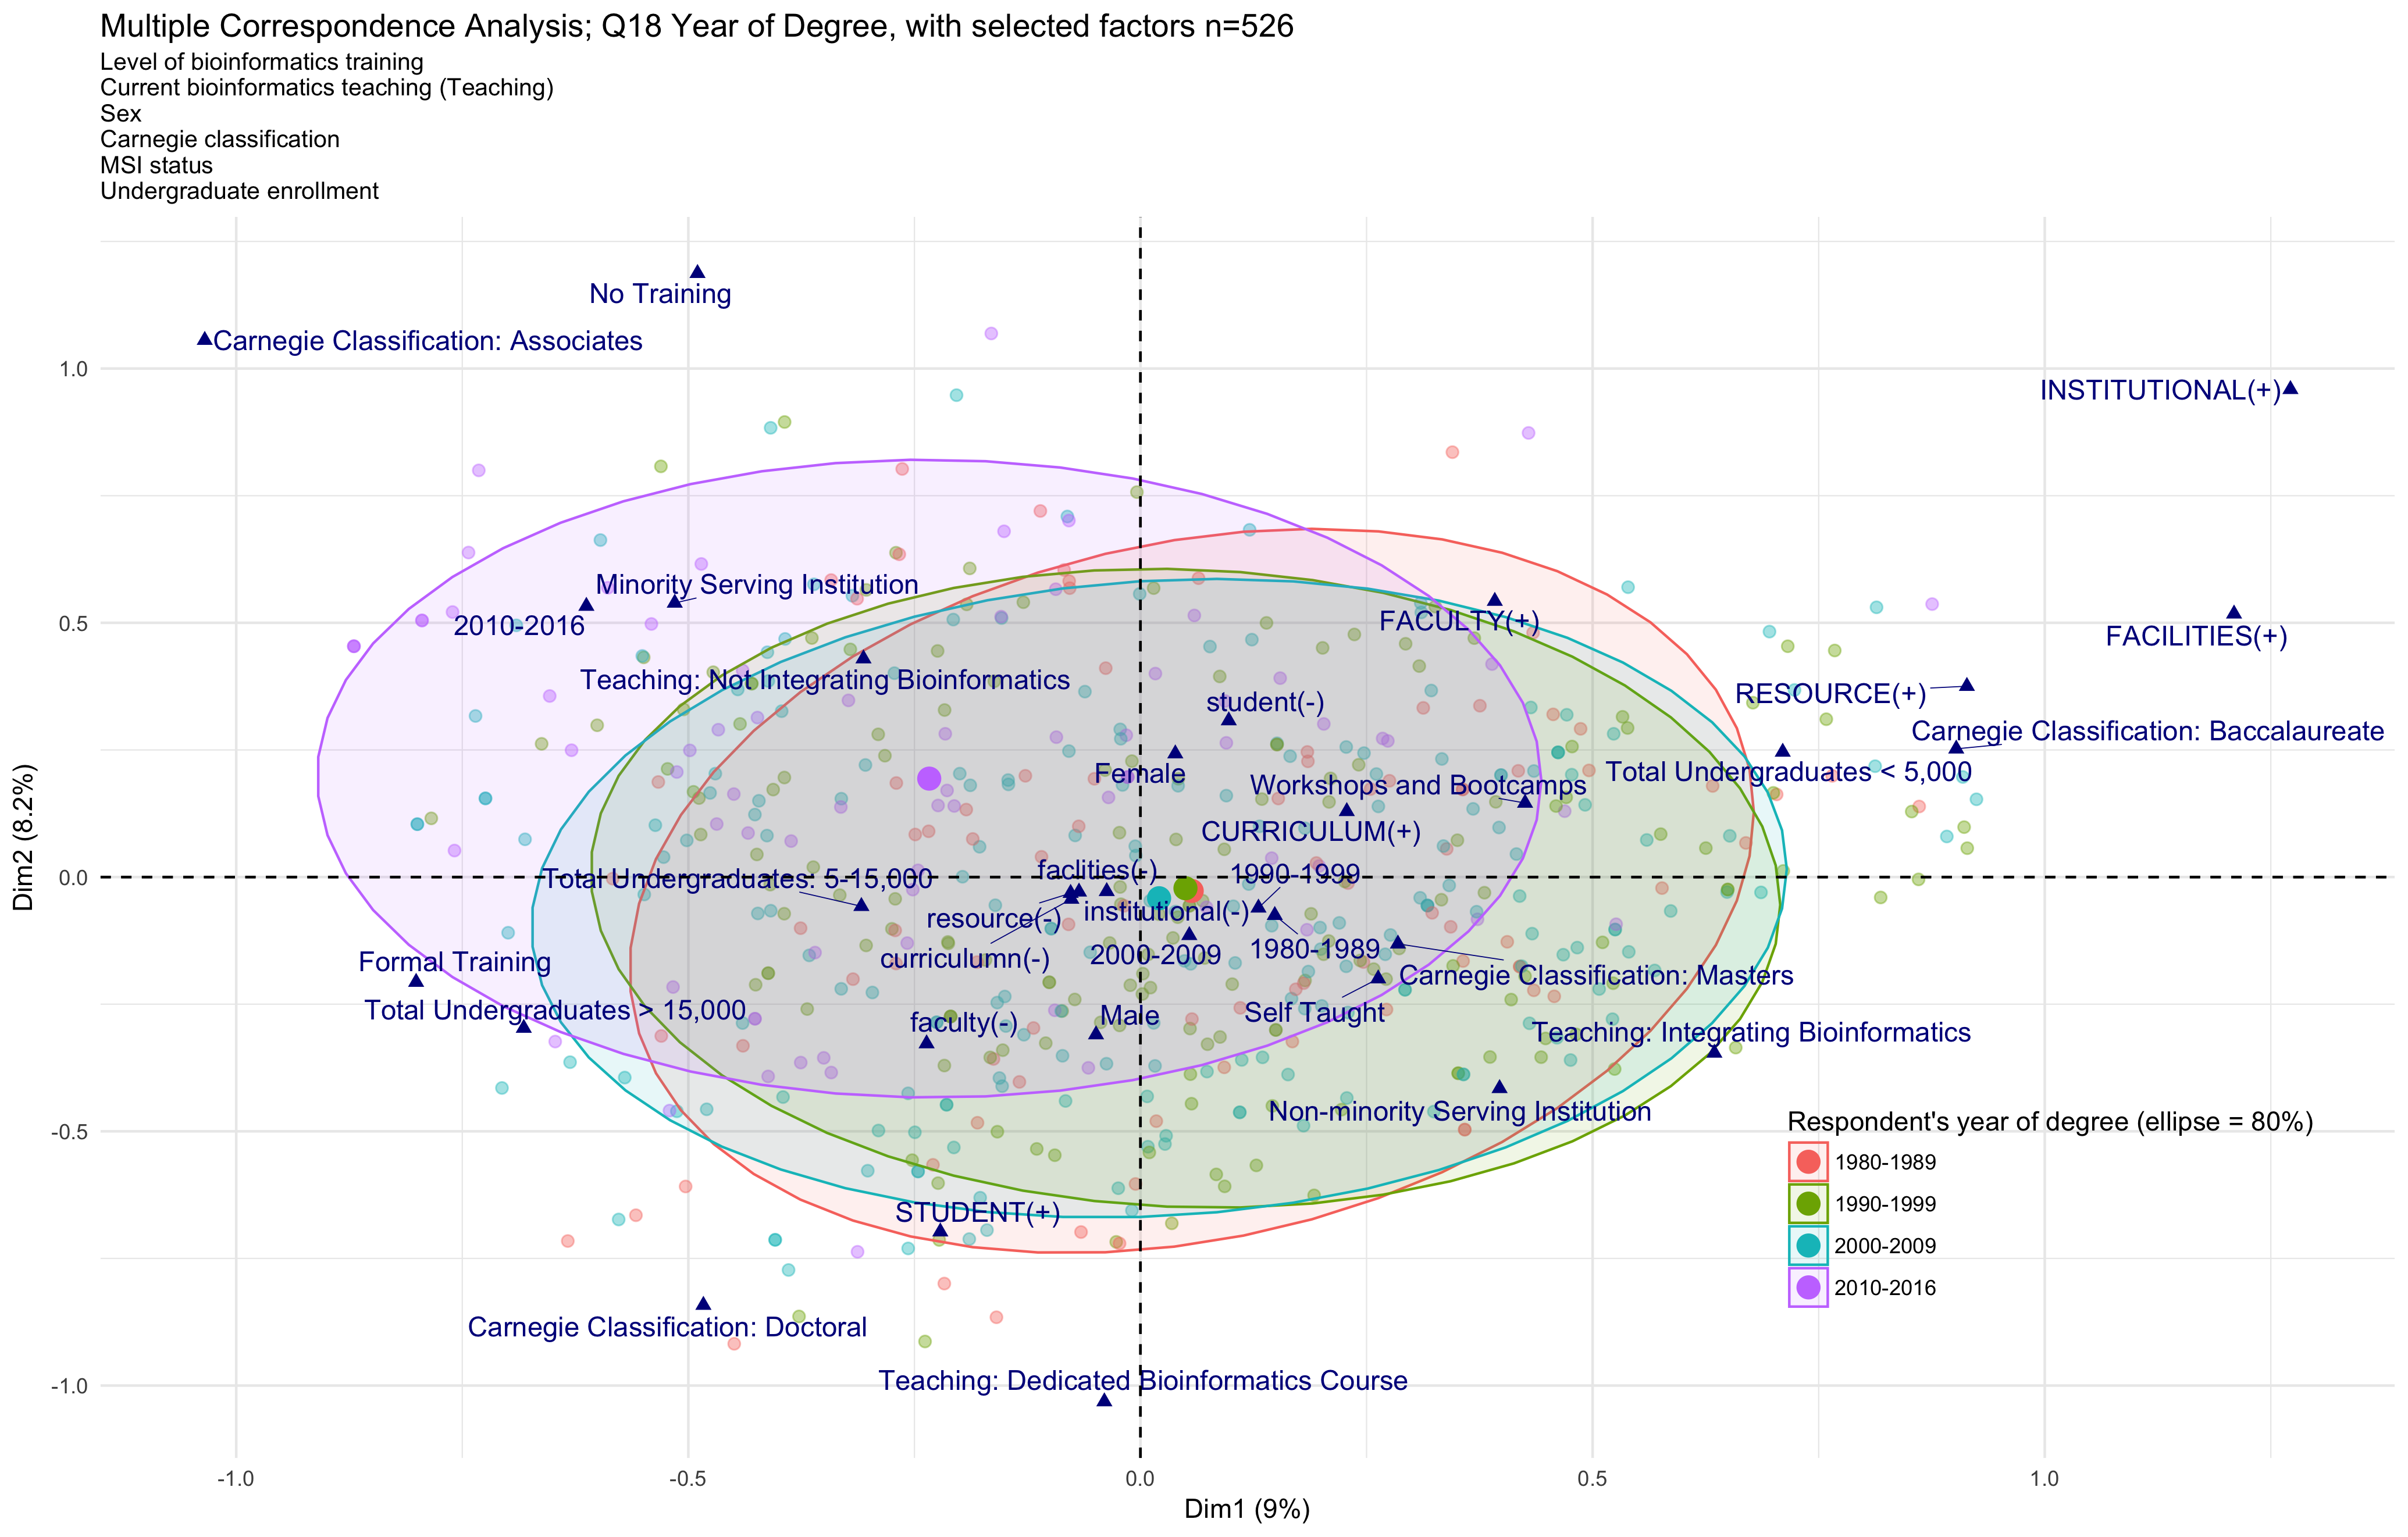 Multiple Correspondence Analysis; Q18 Year of Degree, with selected factors n=526
Level of bioinformatics training
Current bioinformatics teaching (Teaching)
Sex
Carnegie classification
MSI status
Undergraduate enrollment
No Training
Carnegie Classification: Associates
1.0
INSTITUTIONAL(+)
Minority Serving Institution
2010-2016
0.5
FACULTY(+)
FACILITIES(+)
Teaching: Not Integrating Bioinformatics
RESOURCE(+)
student(-)
Carnegie Classification: Baccalaureate
Female
Total Undergraduates < 5,000
Workshops and Bootcamps
CURRICULUM(+)
Dim2 (8.2%)
0.0
Total Undergraduates: 5-15,000
faclities(-)
1990-1999
resource(-)
institutional(-)
curriculumn(-)
2000-2009
1980-1989
Formal Training
Carnegie Classification: Masters
Total Undergraduates > 15,000
Self Taught
faculty(-)
Male
Teaching: Integrating Bioinformatics
Non-minority Serving Institution
-0.5
Respondent's year of degree (ellipse = 80%)
1980-1989
1990-1999
2000-2009
2010-2016
STUDENT(+)
Carnegie Classification: Doctoral
Teaching: Dedicated Bioinformatics Course
-1.0
-1.0
-0.5
0.0
0.5
1.0
Dim1 (9%)